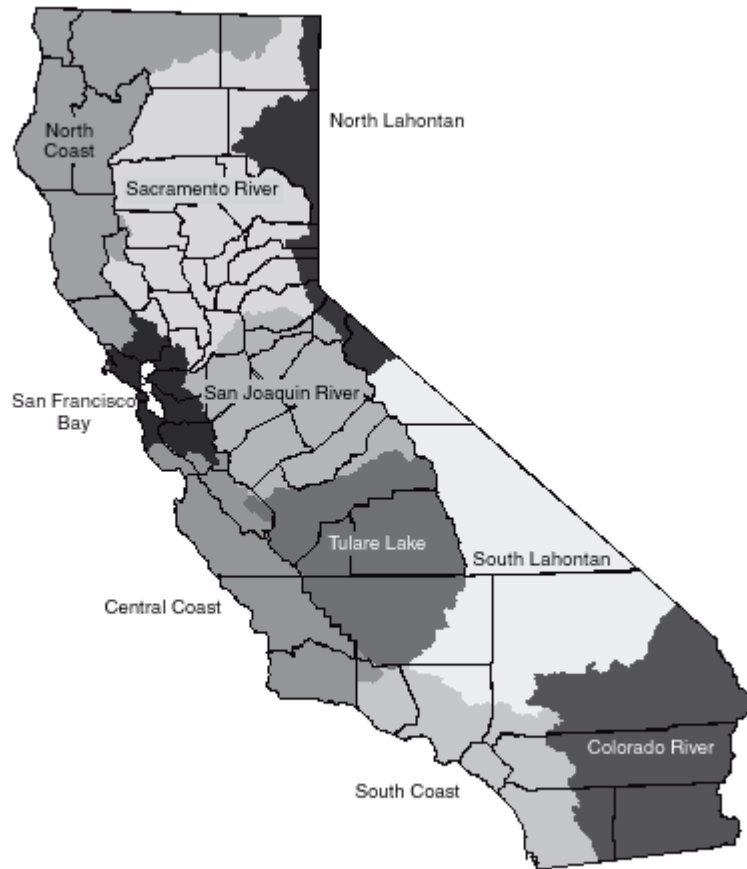 North Lahontan
North
Coast
Sacramento River
San Joaquin River
San Francisco
Bay
Tulare Lake
South Lahontan
Central Coast
Colorado River
South Coast